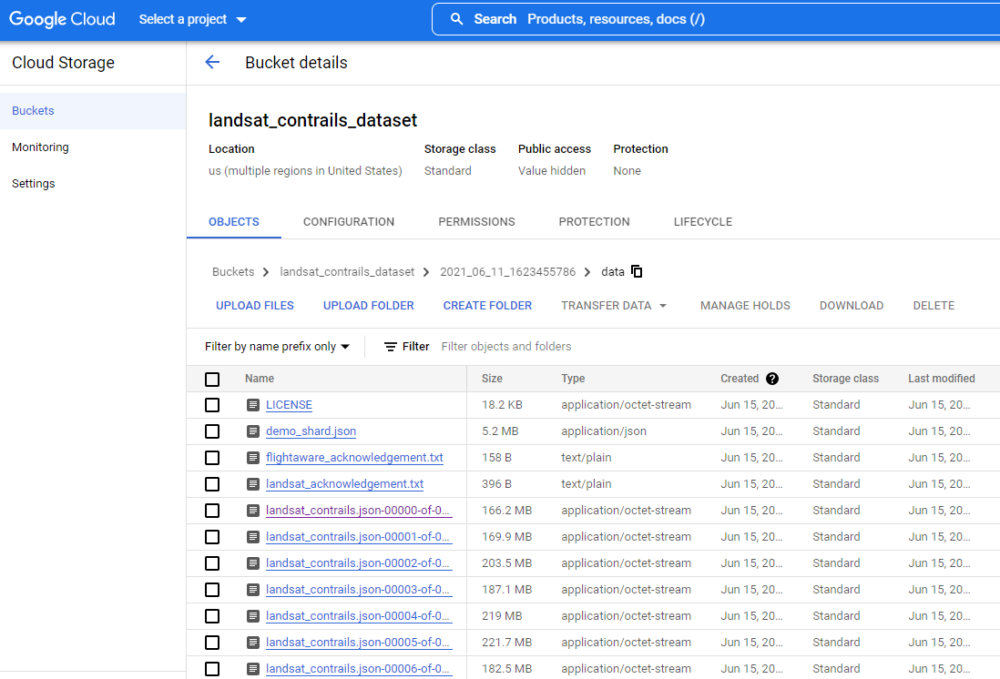 Google Cloud Select a project Search Products, resources, docs (/)
Cloud Storage
Bucket details
Buckets
Monitoring
Settings
landsat_contrails_dataset
Location Storage class Public access Protection
us (multiple regions in United States) Standard Value hidden None
OBJECTS CONFIGURATION PERMISSIONS PROTECTION LIFECYCLE
Buckets > landsat_contrails_dataset > 2021_06_11_1623455786 > data
UPLOAD FILES UPLOAD FOLDER CREATE FOLDER TRANSFER DATA MANAGE HOLDS DOWNLOAD DELETE
Filter by name prefix only Filter Filter objects and folders
Name Size Type Created ? Storage class Last modified
LICENSE 18.2 KB application/octet-stream Jun 15, 20... Standard Jun 15, 20...
demo_shard.json 5.2 MB application/json Jun 15, 20... Standard Jun 15, 20...
flightaware_acknowledgement.txt 158 B text/plain Jun 15, 20... Standard Jun 15, 20...
landsat_acknowledgement.txt 396 B text/plain Jun 15, 20... Standard Jun 15, 20...
landsat_contrails.json-00000-of-0... 166.2 MB application/octet-stream Jun 15, 20... Standard Jun 15, 20...
landsat_contrails.json-00001-of-0... 169.9 MB application/octet-stream Jun 15, 20... Standard Jun 15, 20...
landsat_contrails.json-00002-of-0... 203.5 MB application/octet-stream Jun 15, 20... Standard Jun 15, 20...
landsat_contrails.json-00003-of-0... 187.1 MB application/octet-stream Jun 15, 20... Standard Jun 15, 20...
landsat_contrails.json-00004-of-0... 219 MB application/octet-stream Jun 15, 20... Standard Jun 15, 20...
landsat_contrails.json-00005-of-0... 221.7 MB application/octet-stream Jun 15, 20... Standard Jun 15, 20...
landsat_contrails.json-00006-of-0... 182.5 MB application/octet-stream Jun 15, 20... Standard Jun 15, 20...